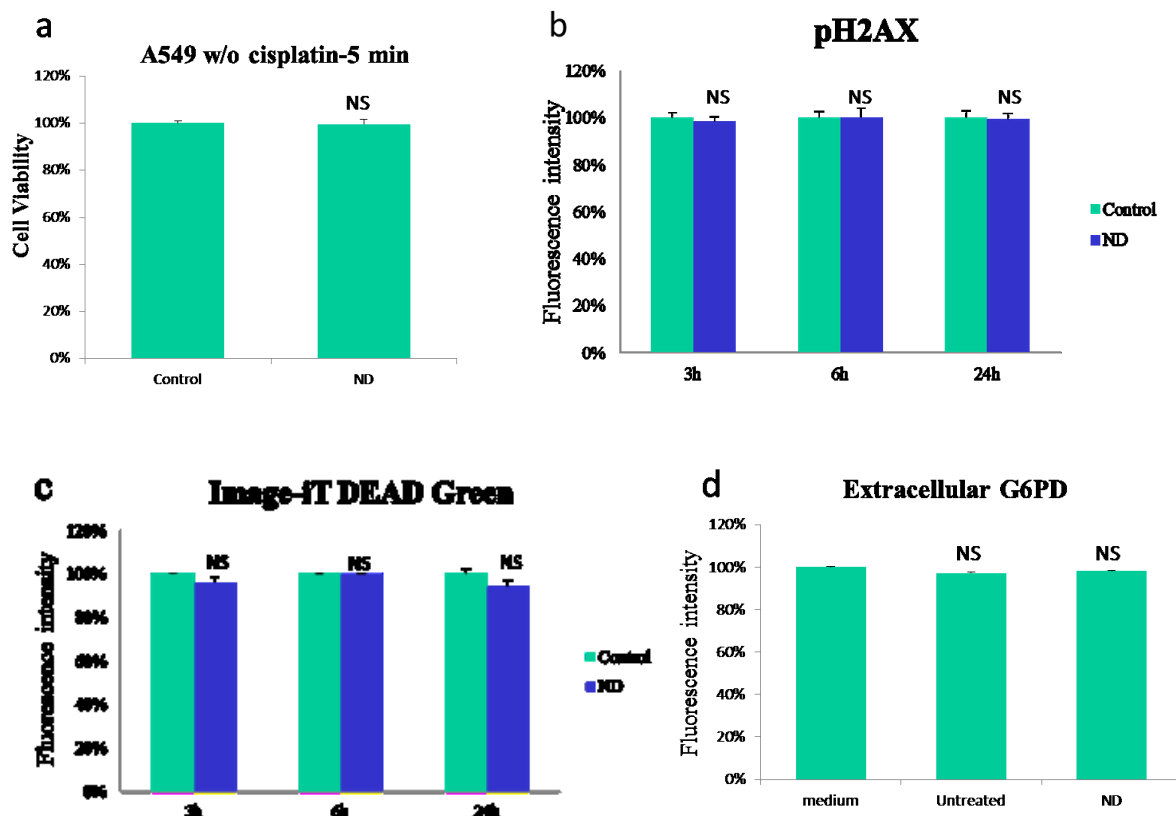 a
A549 w/o cisplatin-5 min
120%
100%
80%
60%
40%
20%
0%
Cell Viability
NS
Control
ND
b
pH2AX
120%
100%
80%
60%
40%
20%
0%
Fluorescence intensity
NS
NS
NS
3h
6h
24h
Control
ND
c
Image-iT DEAD Green
120%
100%
80%
60%
40%
20%
0%
Fluorescence intensity
NS
NS
NS
3h
6h
24h
Control
ND
d
Extracellular G6PD
120%
100%
80%
60%
40%
20%
0%
Fluorescence intensity
NS
NS
medium
Untreated
ND